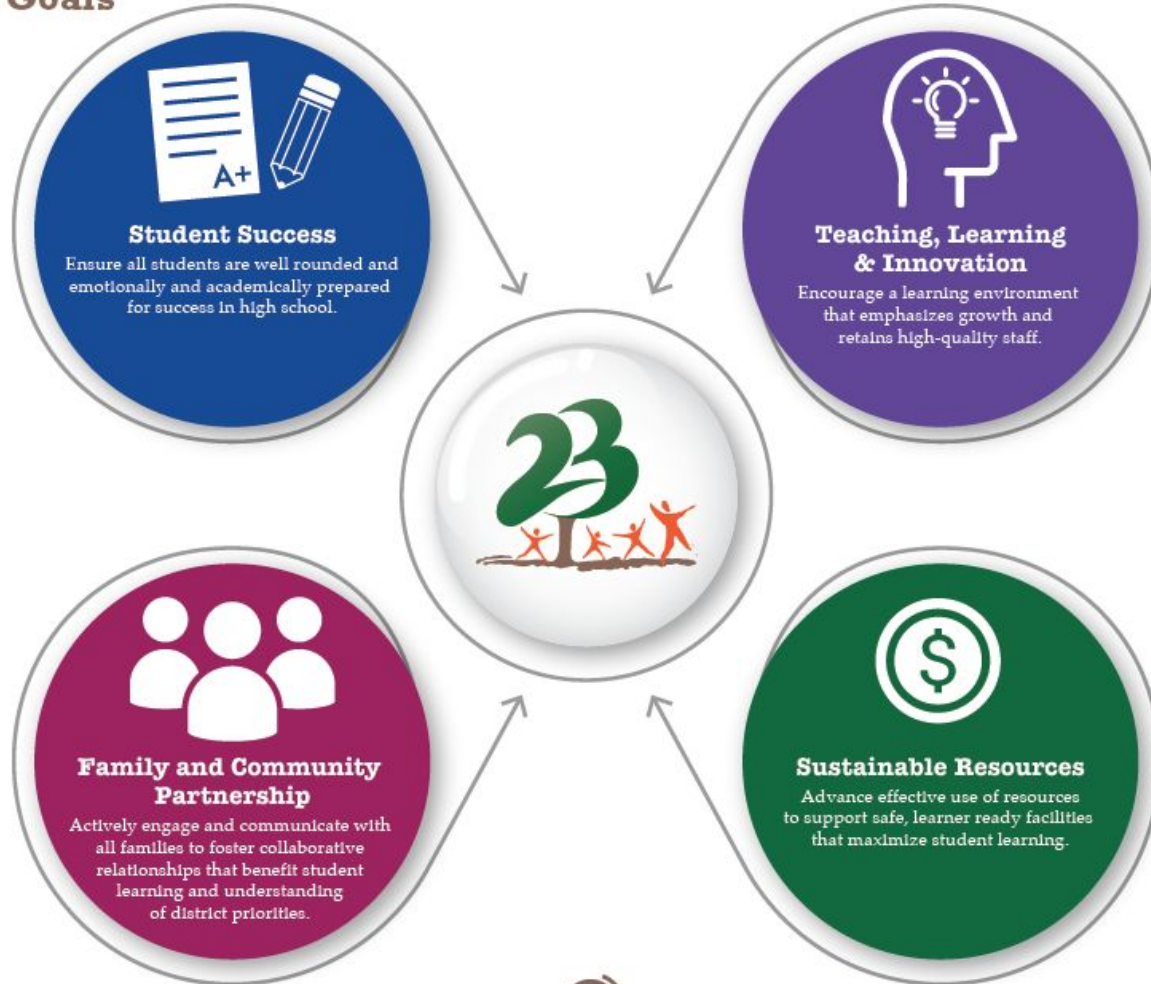 Goals
A+
Student Success
Ensure all students are well rounded and
emotionally and academically prepared
for success in high school.
Teaching, Learning
& Innovation
Encourage a learning environment
that emphasizes growth and
retains high-quality staff.
23
Family and Community
Partnership
Actively engage and communicate with
all families to foster collaborative
relationships that benefit student
learning and understanding
of district priorities.
$
Sustainable Resources
Advance effective use of resources
to support safe, learner ready facilities
that maximize student learning.